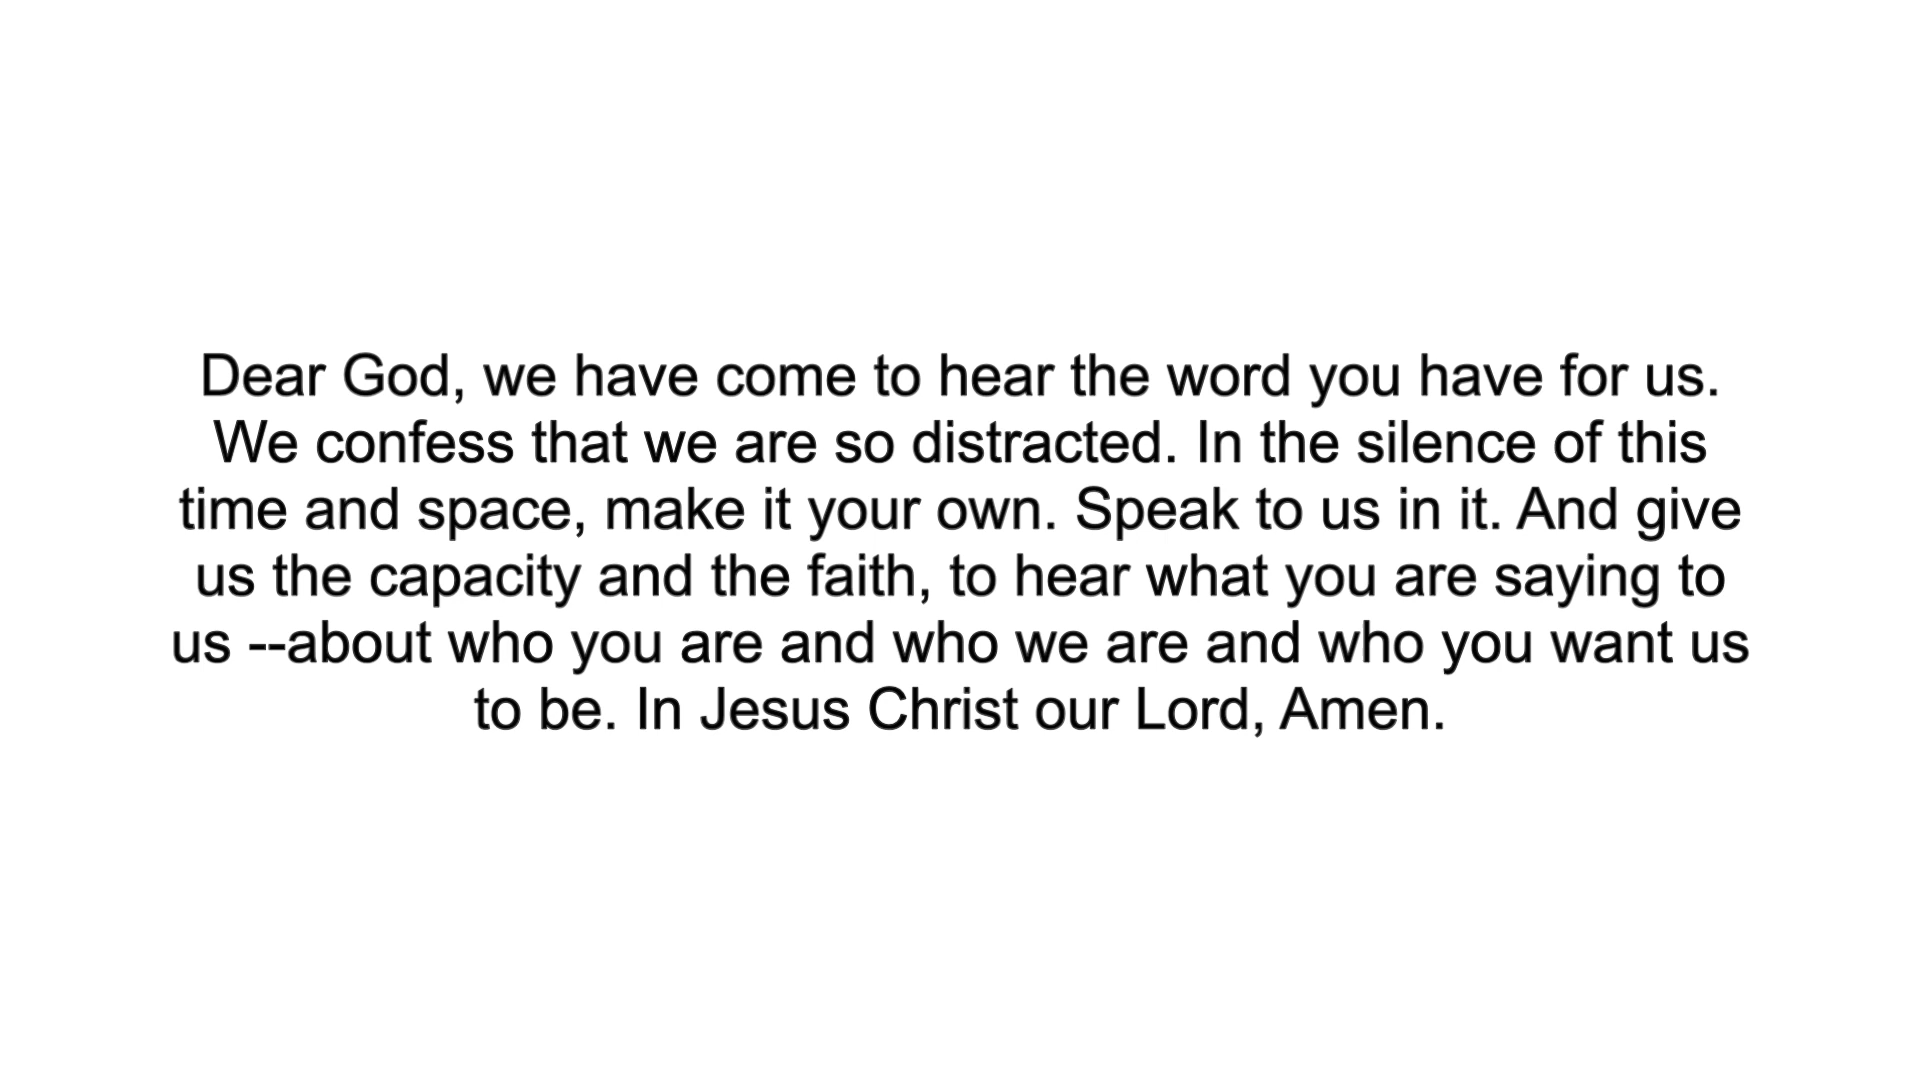 Dear God, we have come to hear the word you have for us.
We confess that we are so distracted. In the silence of this
time and space, make it your own. Speak to us in it. And give
us the capacity and the faith, to hear what you are saying to
us --about who you are and who we are and who you want us
to be. In Jesus Christ our Lord, Amen.